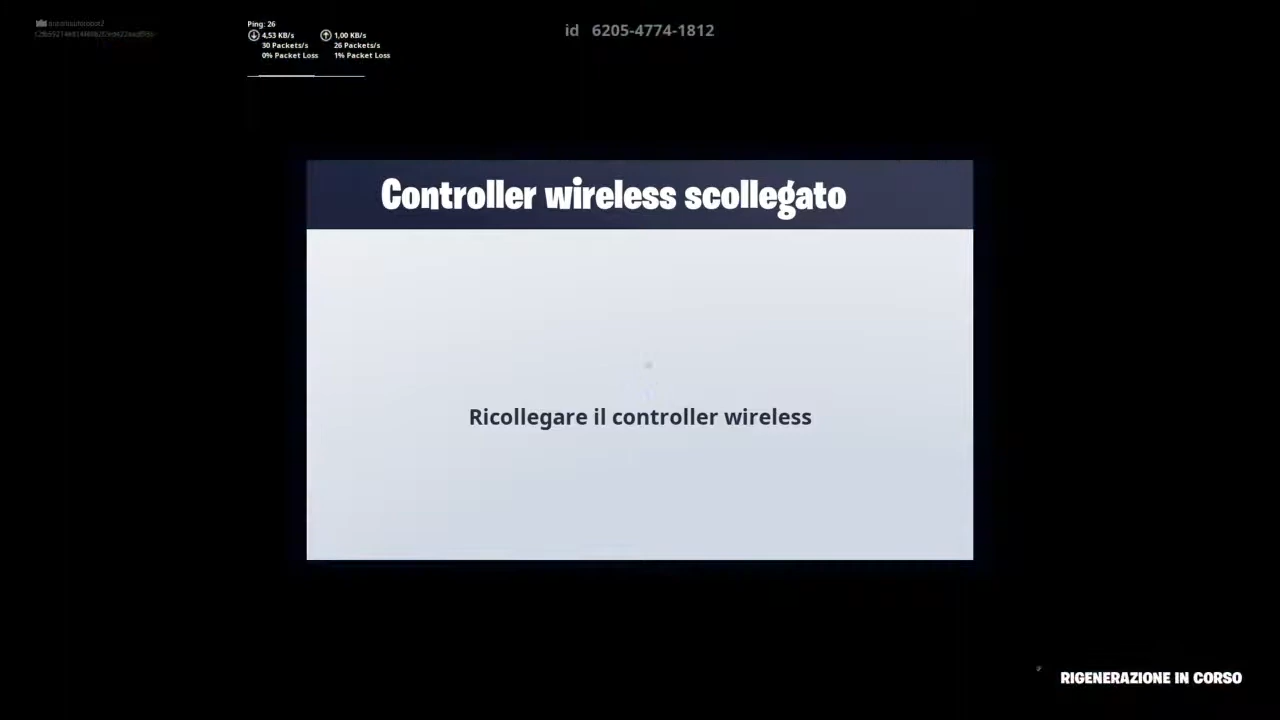 Ping: 26
4,53 KB/s 1,00 KB/s
30 Packets/s 26 Packets/s
0% Packet Loss 1% Packet Loss
id 6205-4774-1812
Controller wireless scollegato
Ricollegare il controller wireless
RIGENERAZIONE IN CORSO